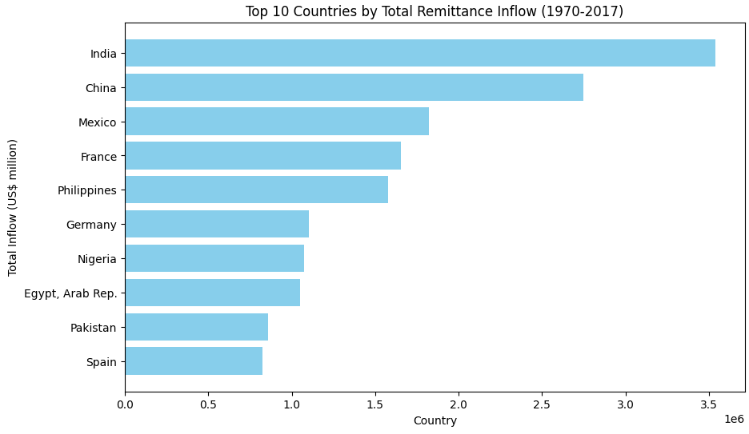 Top 10 Countries by Total Remittance Inflow (1970-2017)
Total Inflow (US$ million)
India
China
Mexico
France
Philippines
Germany
Nigeria
Egypt, Arab Rep.
Pakistan
Spain
0.0 0.5 1.0 1.5 2.0 2.5 3.0 3.5
1e6
Country